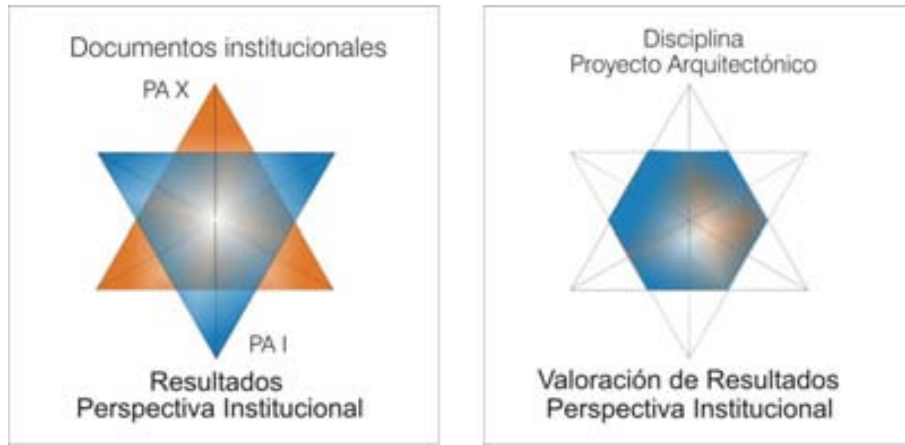 Documentos institucionales
PA X
PA I
Resultados
Perspectiva Institucional
Disciplina
Proyecto Arquitectónico
Valoración de Resultados
Perspectiva Institucional